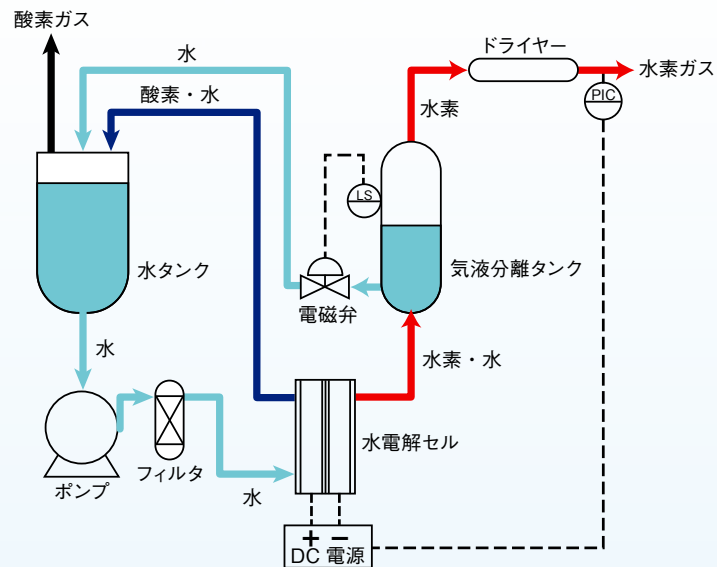 酸素ガス
水
ドライヤー
水素ガス
酸素・水
水素
PIC
LS
水タンク
気液分離タンク
電磁弁
水
水素・水
水電解セル
ポンプ
フィルタ
水
+ −
DC 電源